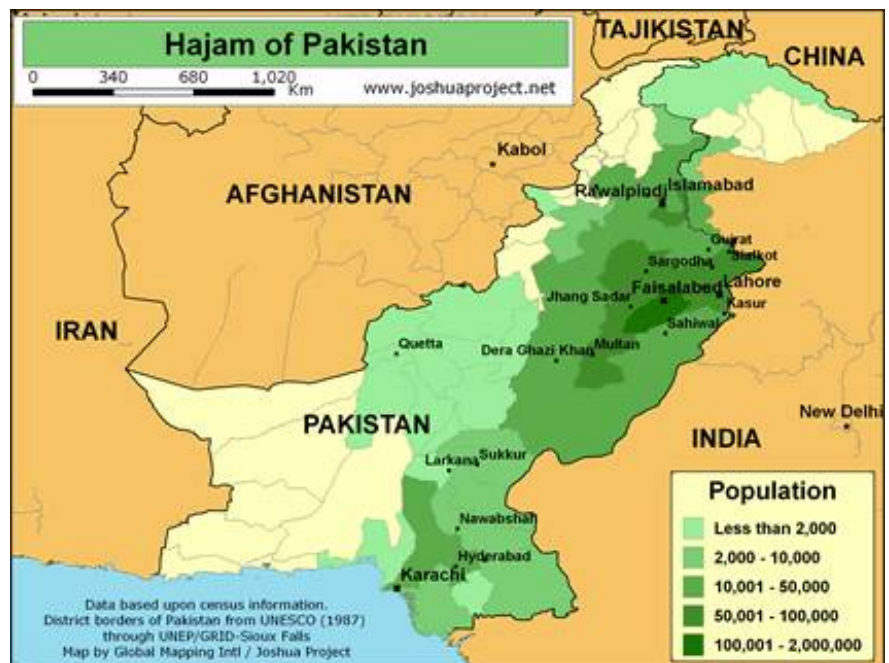 Hajam of Pakistan
0 340 680 1,020
Km
www.joshuaproject.net
TAJIKISTAN
CHINA
Kabol
AFGHANISTAN
Rawalpindi
Islamabad
Gujrat
Sialkot
Sargodha
Lahore
Faisalabad
Jhang Sadar
Kasur
Sahiwal
IRAN
Quetta
Dera Ghazi Khan
Multan
PAKISTAN
New Delhi
INDIA
Larkana
Sukkur
Nawabshah
Hyderabad
Karachi
Population
Less than 2,000
2,000 - 10,000
10,001 - 50,000
50,001 - 100,000
100,001 - 2,000,000
Data based upon census information.
District borders of Pakistan from UNESCO (1987)
through UNEP/GRID-Sioux Falls
Map by Global Mapping Intl / Joshua Project